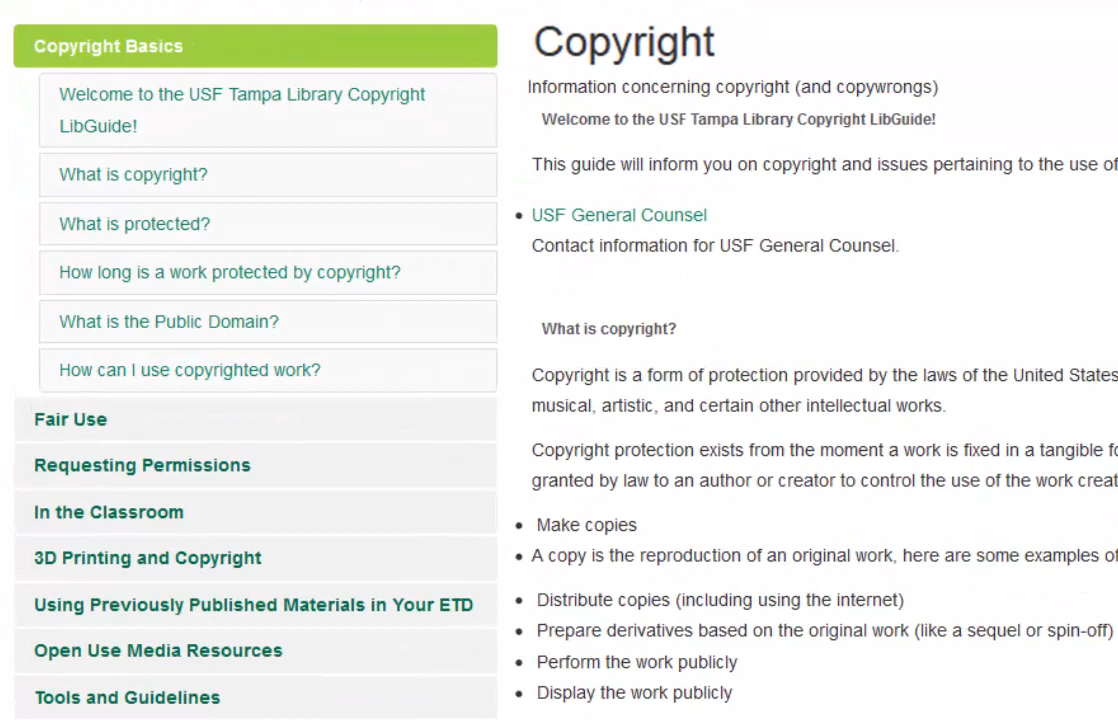 Copyright Basics
Welcome to the USF Tampa Library Copyright
LibGuide!
What is copyright?
What is protected?
How long is a work protected by copyright?
What is the Public Domain?
How can I use copyrighted work?
Fair Use
Requesting Permissions
In the Classroom
3D Printing and Copyright
Using Previously Published Materials in Your ETD
Open Use Media Resources
Tools and Guidelines
Copyright
Information concerning copyright (and copywrongs)
Welcome to the USF Tampa Library Copyright LibGuide!
This guide will inform you on copyright and issues pertaining to the use of
• USF General Counsel
Contact information for USF General Counsel.
What is copyright?
Copyright is a form of protection provided by the laws of the United States
musical, artistic, and certain other intellectual works.
Copyright protection exists from the moment a work is fixed in a tangible fo
granted by law to an author or creator to control the use of the work creat
• Make copies
• A copy is the reproduction of an original work, here are some examples of
• Distribute copies (including using the internet)
• Prepare derivatives based on the original work (like a sequel or spin-off)
• Perform the work publicly
• Display the work publicly